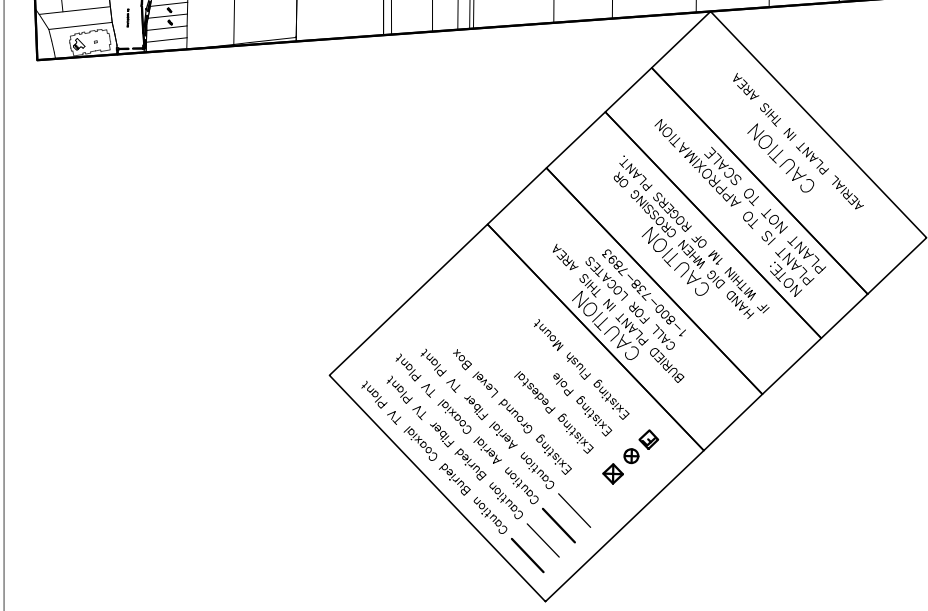 Caution Buried Coaxial TV Plant
Caution Buried Fiber TV Plant
Caution Aerial Coaxial TV Plant
Caution Aerial Fiber TV Plant
Existing Ground Level Box
Existing Pedestal
Existing Pole
Existing Flush Mount
CAUTION
BURIED PLANT IN THIS AREA
CALL FOR LOCATES
1-800-738-7893
CAUTION
HAND DIG WHEN CROSSING OR
IF WITHIN 1M OF ROGERS PLANT.
NOTE:
PLANT IS TO APPROXIMATION
PLANT NOT TO SCALE
CAUTION
AERIAL PLANT IN THIS AREA